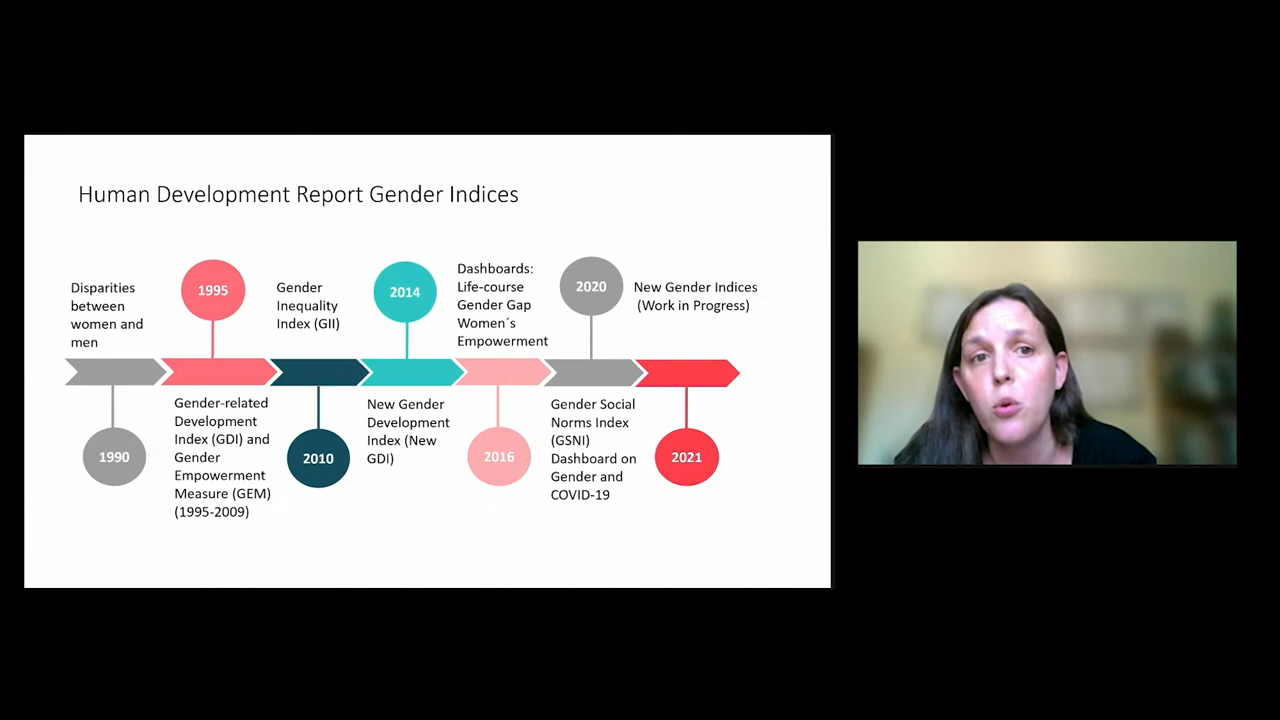 Human Development Report Gender Indices
Disparities
between
women and
men
1990
1995
Gender-related
Development
Index (GDI) and
Gender
Empowerment
Measure (GEM)
(1995-2009)
Gender
Inequality
Index (GII)
2010
2014
New Gender
Development
Index (New
GDI)
Dashboards:
Life-course
Gender Gap
Women´s
Empowerment
2016
2020
Gender Social
Norms Index
(GSNI)
Dashboard on
Gender and
COVID-19
New Gender Indices
(Work in Progress)
2021